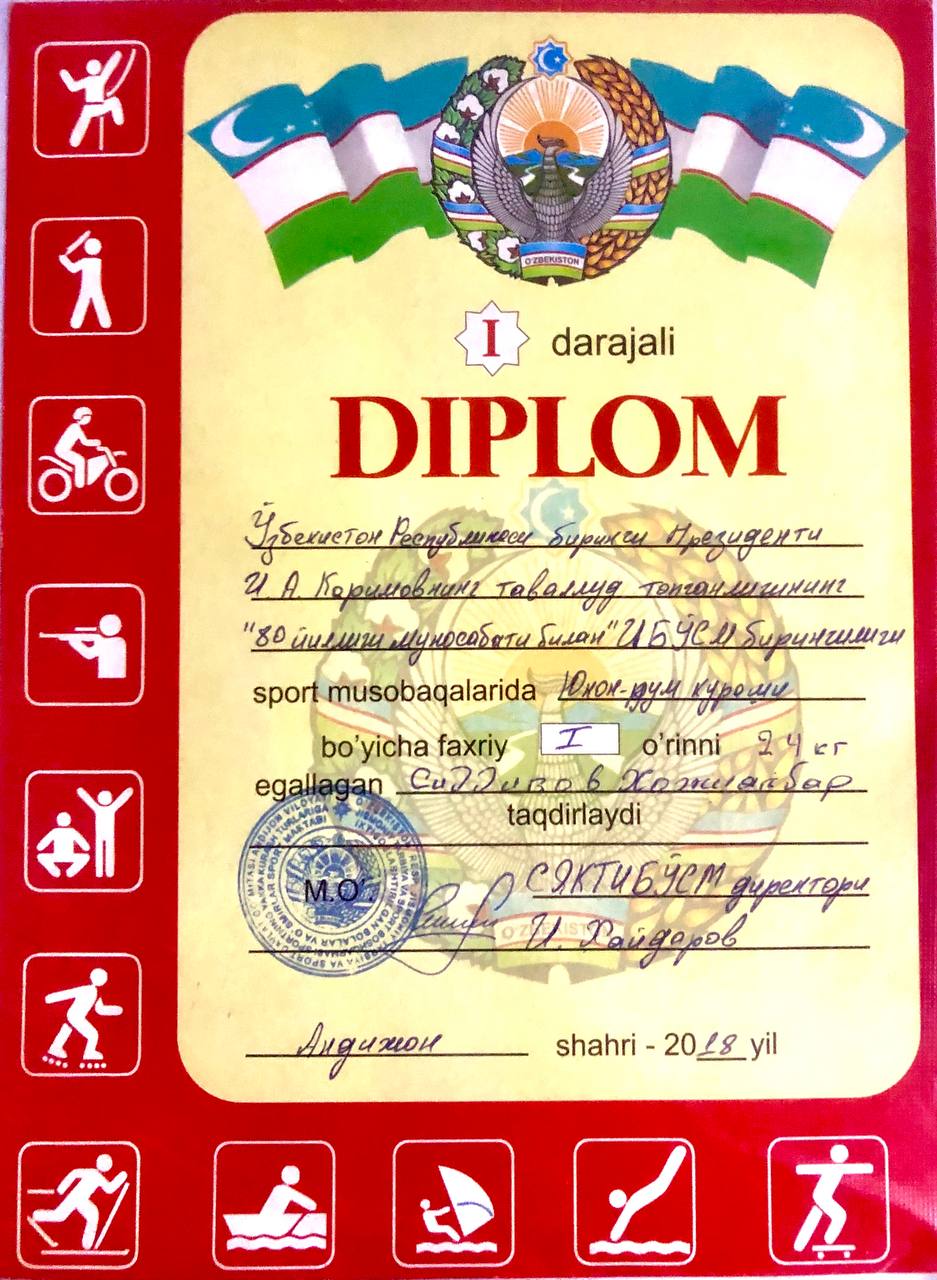 O'ZBEKISTON
I darajali
DIPLOM
Ўзбекистон Республикаси биринчи Президенти
И. А. Каримовнинг таваллуд топганлигининг
"80 йиллиги муносабати билан" ИБЎСМ биринчилиги
sport musobaqalarida Юнон-рум кураши
bo'yicha faxriy I o'rinni 24 кг
egallagan Сиддиков Хожиакбар
taqdirlaydi
M.O'.
СЯКТИБЎСМ директори
И. Хайдаров
Андижон shahri - 2018 yil